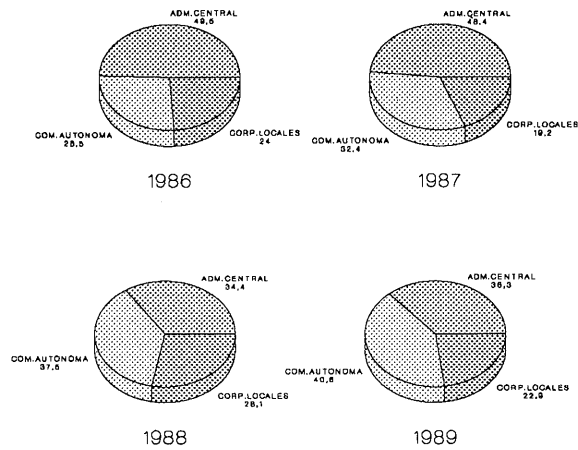 ADM.CENTRAL
49,5
COM.AUTONOMA
26,5
CORP.LOCALES
24
1986
ADM.CENTRAL
48,4
COM.AUTONOMA
32,4
CORP.LOCALES
19,2
1987
ADM.CENTRAL
34,4
COM.AUTONOMA
37,5
CORP.LOCALES
28,1
1988
ADM.CENTRAL
36,3
COM.AUTONOMA
40,8
CORP.LOCALES
22,9
1989